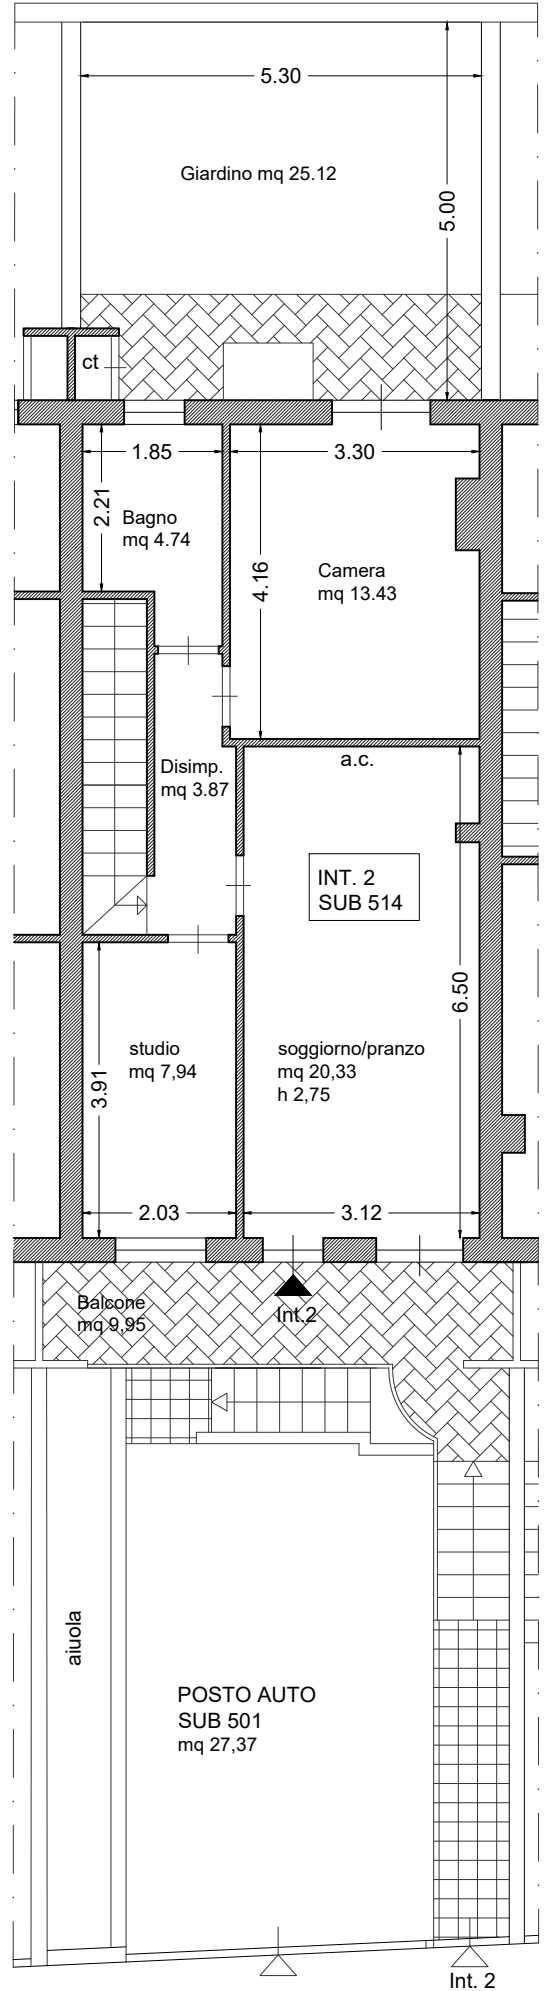 5.30
Giardino mq 25.12
5.00
ct
1.85
3.30
2.21
Bagno
mq 4.74
4.16
Camera
mq 13.43
a.c.
Disimp.
mq 3.87
INT. 2
SUB 514
6.50
studio
mq 7,94
3.91
soggiorno/pranzo
mq 20,33
h 2,75
2.03
3.12
Balcone
mq 9,95
Int.2
aiuola
POSTO AUTO
SUB 501
mq 27,37
Int. 2